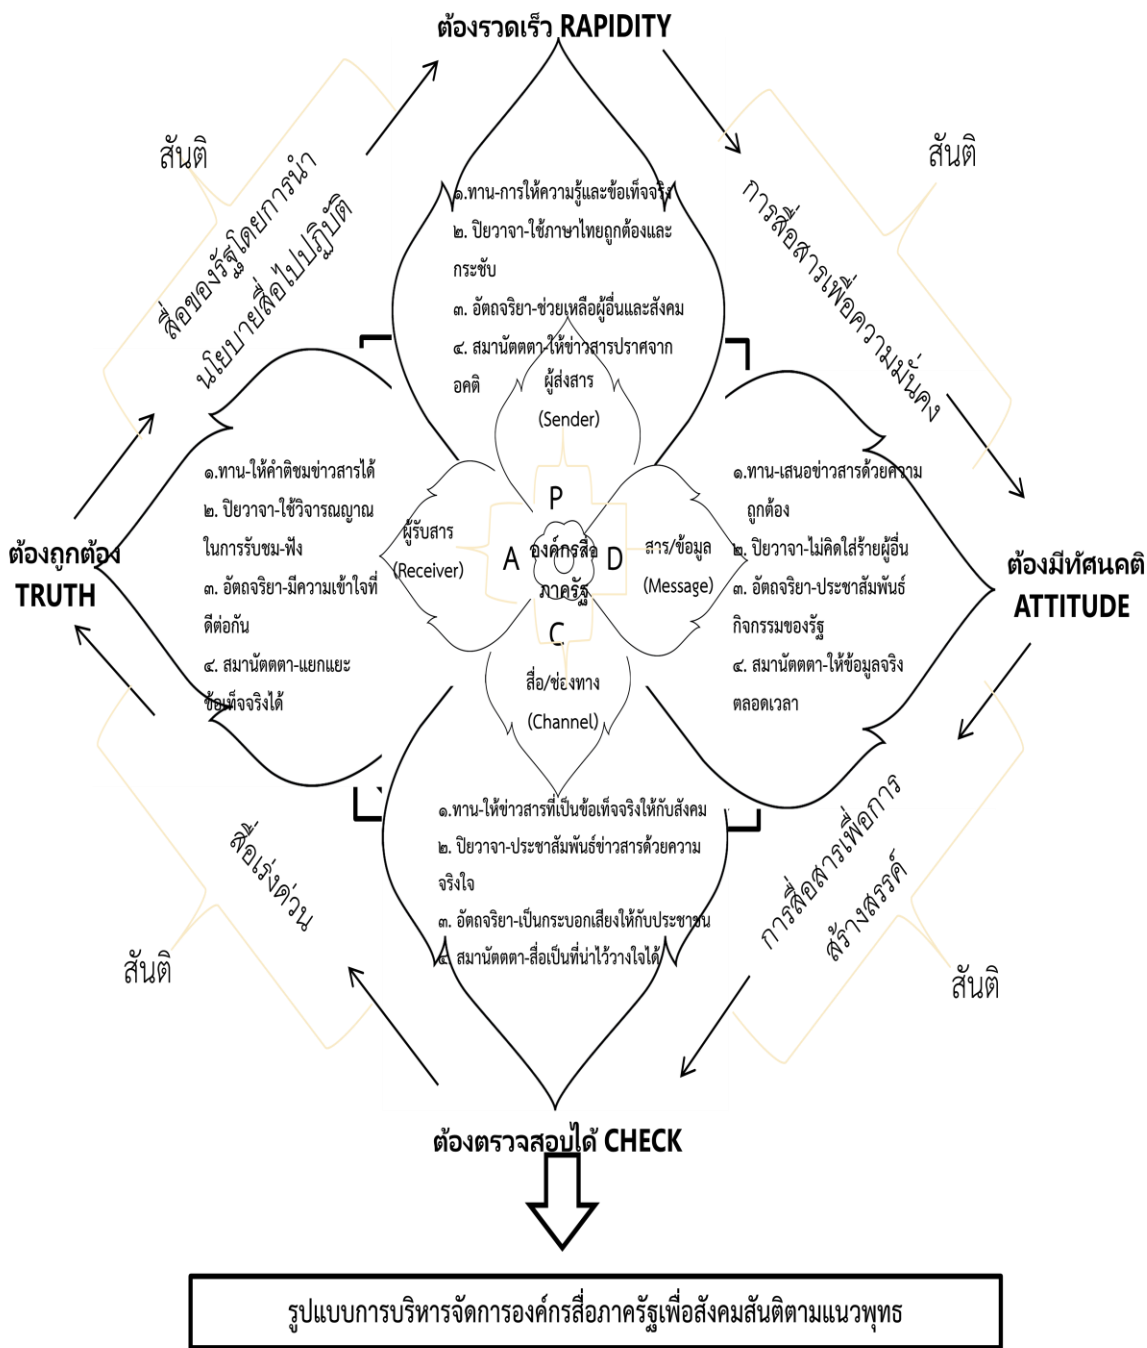 ต้องรวดเร็ว RAPIDITY
สันติ
สันติ
สื่อของรัฐโดยการนำ
นโยบายสื่อไปปฏิบัติ
การสื่อสารเพื่อความมั่นคง
๑.ทาน-การให้ความรู้และข้อเท็จจริง
๒. ปิยวาจา-ใช้ภาษาไทยถูกต้องและ
กระชับ
๓. อัตถจริยา-ช่วยเหลือผู้อื่นและสังคม
๔. สมานัตตตา-ให้ข่าวสารปราศจาก
อคติ
ผู้ส่งสาร
(Sender)
๑.ทาน-ให้คำติชมข่าวสารได้
๒. ปิยวาจา-ใช้วิจารณญาณ
ในการรับชม-ฟัง
๓. อัตถจริยา-มีความเข้าใจที่
ดีต่อกัน
๔. สมานัตตตา-แยกแยะ
ข้อเท็จจริงได้
ผู้รับสาร
(Receiver)
P
A
องค์กรสื่อ
ภาครัฐ
D
C
สาร/ข้อมูล
(Message)
๑.ทาน-เสนอข่าวสารด้วยความ
ถูกต้อง
๒. ปิยวาจา-ไม่คิดใส่ร้ายผู้อื่น
๓. อัตถจริยา-ประชาสัมพันธ์
กิจกรรมของรัฐ
๔. สมานัตตตา-ให้ข้อมูลจริง
ตลอดเวลา
ต้องถูกต้อง
TRUTH
ต้องมีทัศนคติ
ATTITUDE
สื่อ/ช่องทาง
(Channel)
๑.ทาน-ให้ข่าวสารที่เป็นข้อเท็จจริงให้กับสังคม
๒. ปิยวาจา-ประชาสัมพันธ์ข่าวสารด้วยความ
จริงใจ
๓. อัตถจริยา-เป็นกระบอกเสียงให้กับประชาชน
๔. สมานัตตตา-สื่อเป็นที่น่าไว้วางใจได้
สื่อเร่งด่วน
การสื่อสารเพื่อการ
สร้างสรรค์
สันติ
สันติ
ต้องตรวจสอบได้ CHECK
รูปแบบการบริหารจัดการองค์กรสื่อภาครัฐเพื่อสังคมสันติตามแนวพุทธ